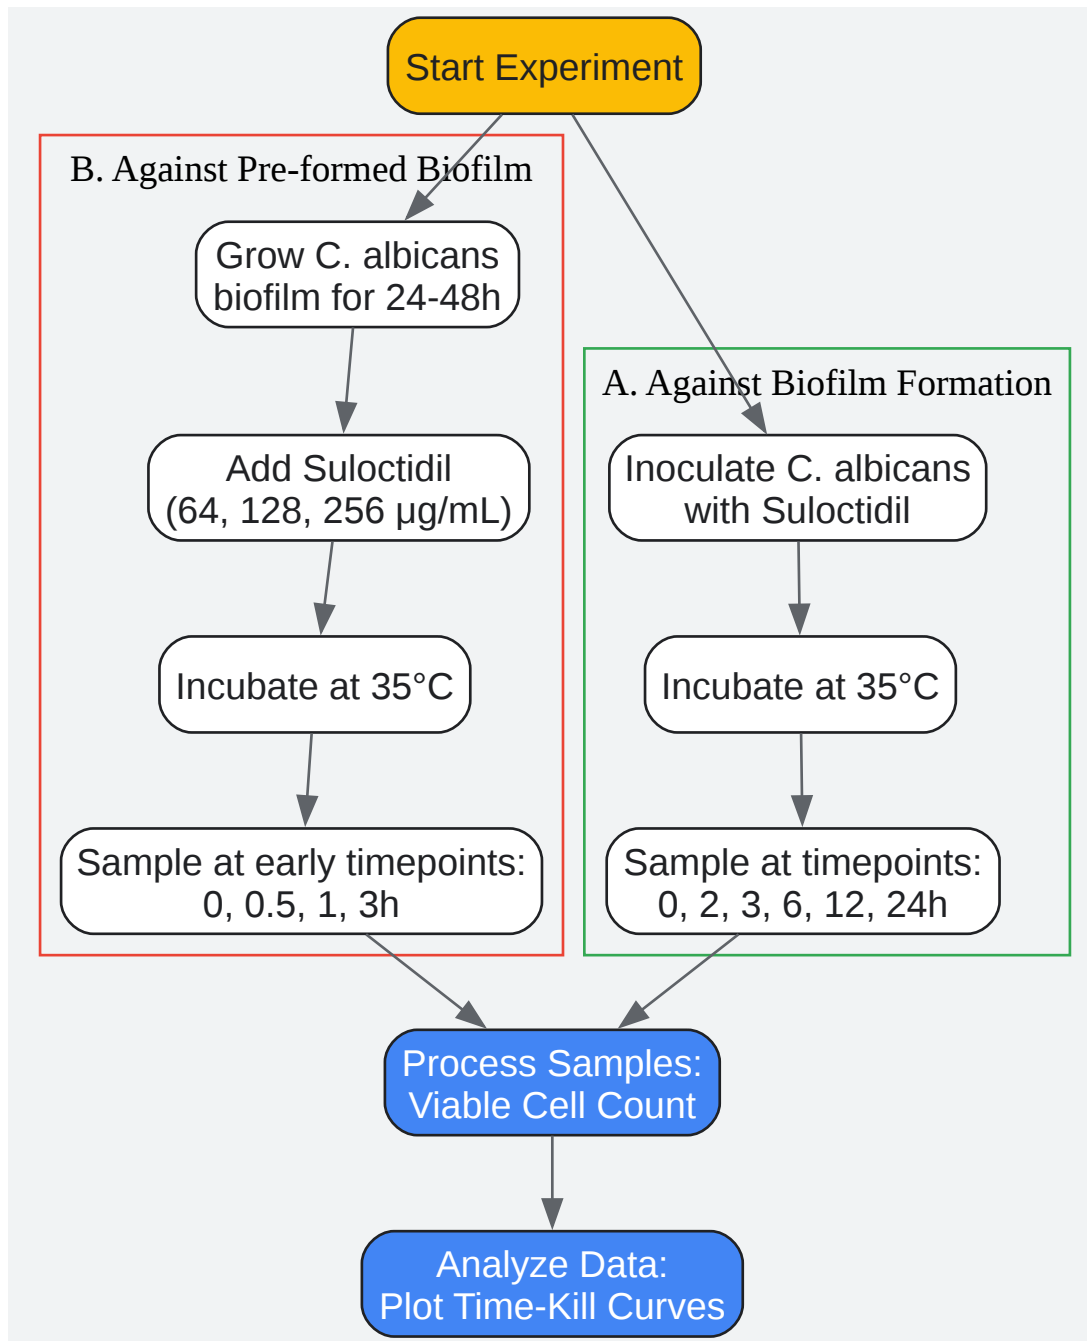 Start Experiment
B. Against Pre-formed Biofilm
Grow C. albicans
biofilm for 24-48h
Add Suloctidil
(64, 128, 256 μg/mL)
Incubate at 35°C
Sample at early timepoints:
0, 0.5, 1, 3h
A. Against Biofilm Formation
Inoculate C. albicans
with Suloctidil
Incubate at 35°C
Sample at timepoints:
0, 2, 3, 6, 12, 24h
Process Samples:
Viable Cell Count
Analyze Data:
Plot Time-Kill Curves